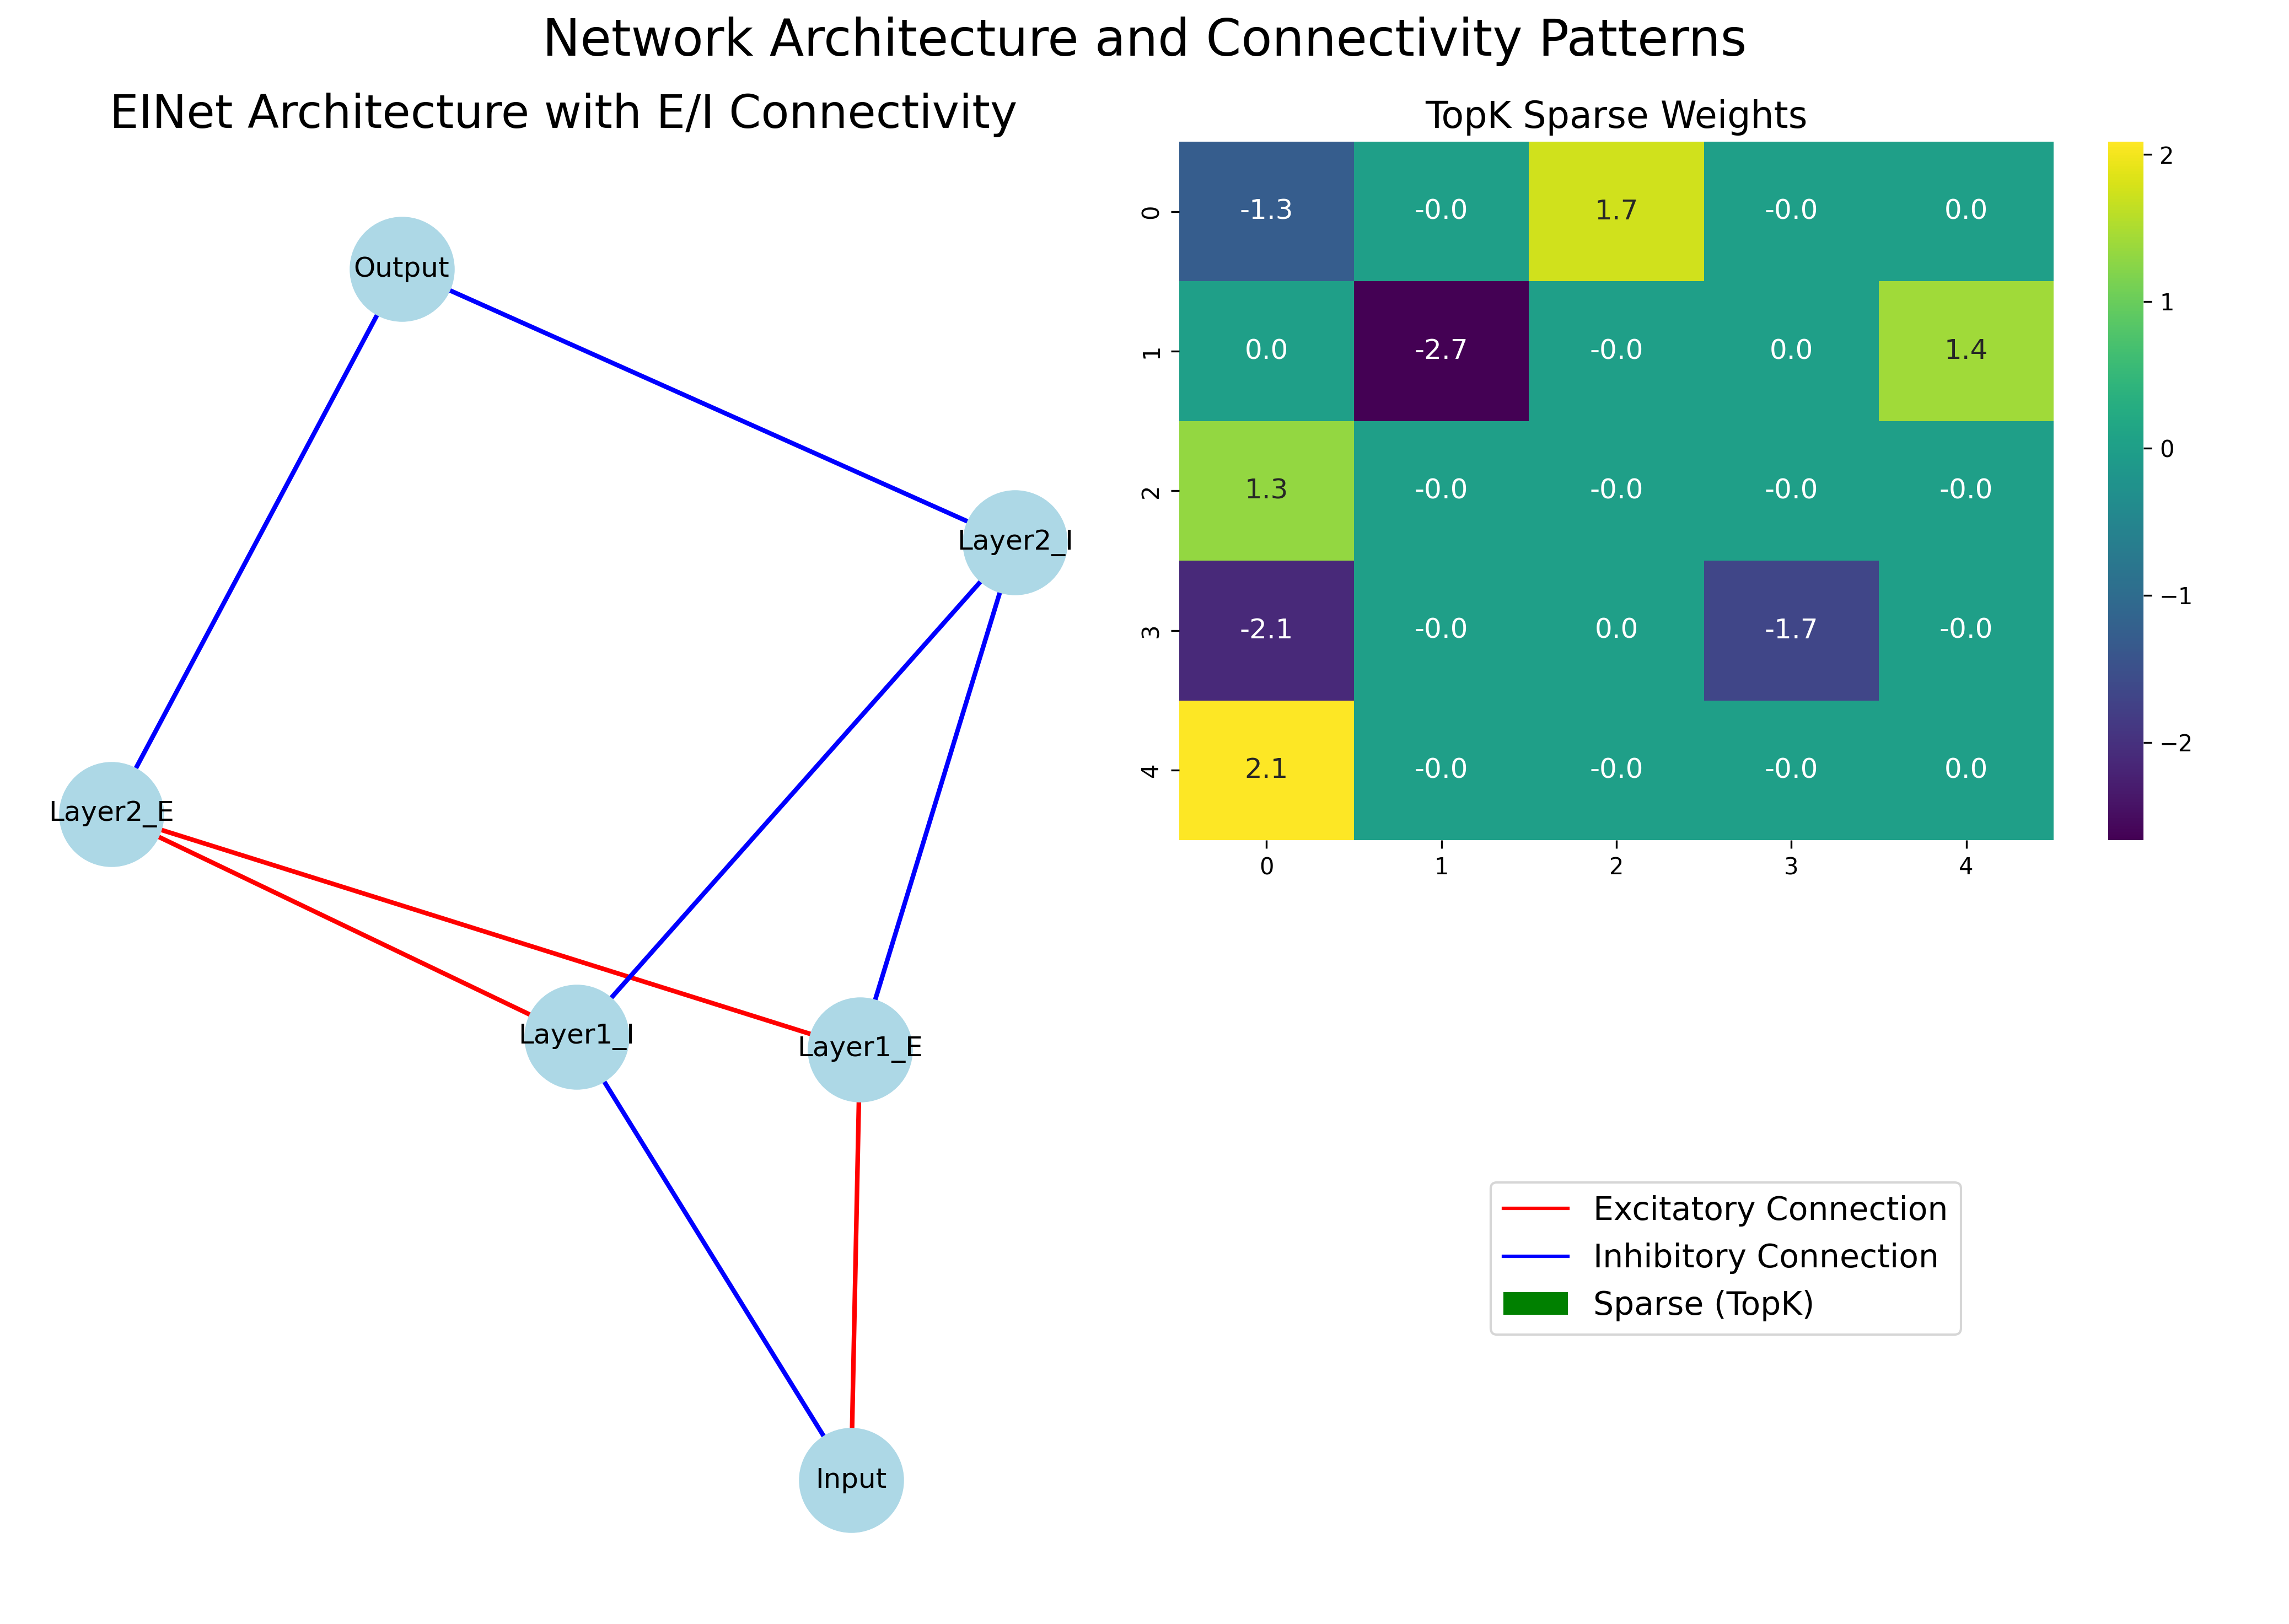 Network Architecture and Connectivity Patterns
EINet Architecture with E/I Connectivity
Output
Layer2_I
Layer2_E
Layer1_I
Layer1_E
Input
TopK Sparse Weights
0 -1.3 -0.0 1.7 -0.0 0.0
1 0.0 -2.7 -0.0 0.0 1.4
2 1.3 -0.0 -0.0 -0.0 -0.0
3 -2.1 -0.0 0.0 -1.7 -0.0
4 2.1 -0.0 -0.0 -0.0 0.0
0 1 2 3 4
2
1
0
−1
−2
Excitatory Connection
Inhibitory Connection
Sparse (TopK)